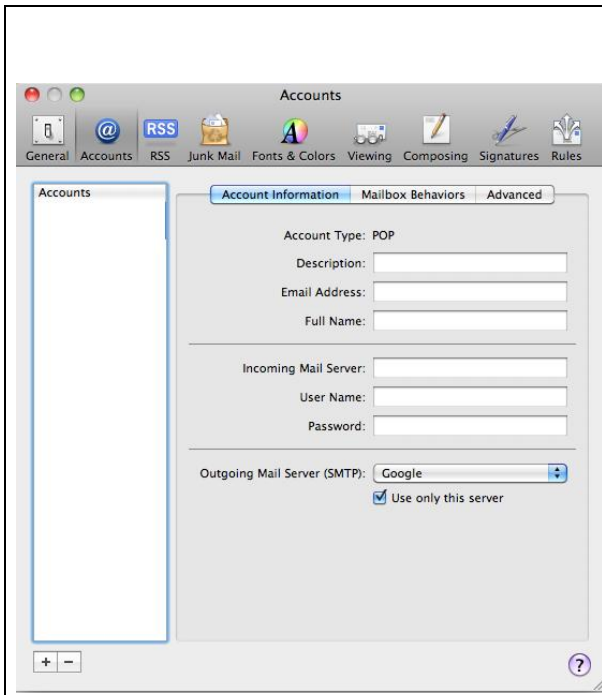 Accounts
General Accounts RSS Junk Mail Fonts & Colors Viewing Composing Signatures Rules
Accounts
Account Information Mailbox Behaviors Advanced
Account Type: POP
Description:
Email Address:
Full Name:
Incoming Mail Server:
User Name:
Password:
Outgoing Mail Server (SMTP): Google
Use only this server
+ −
?